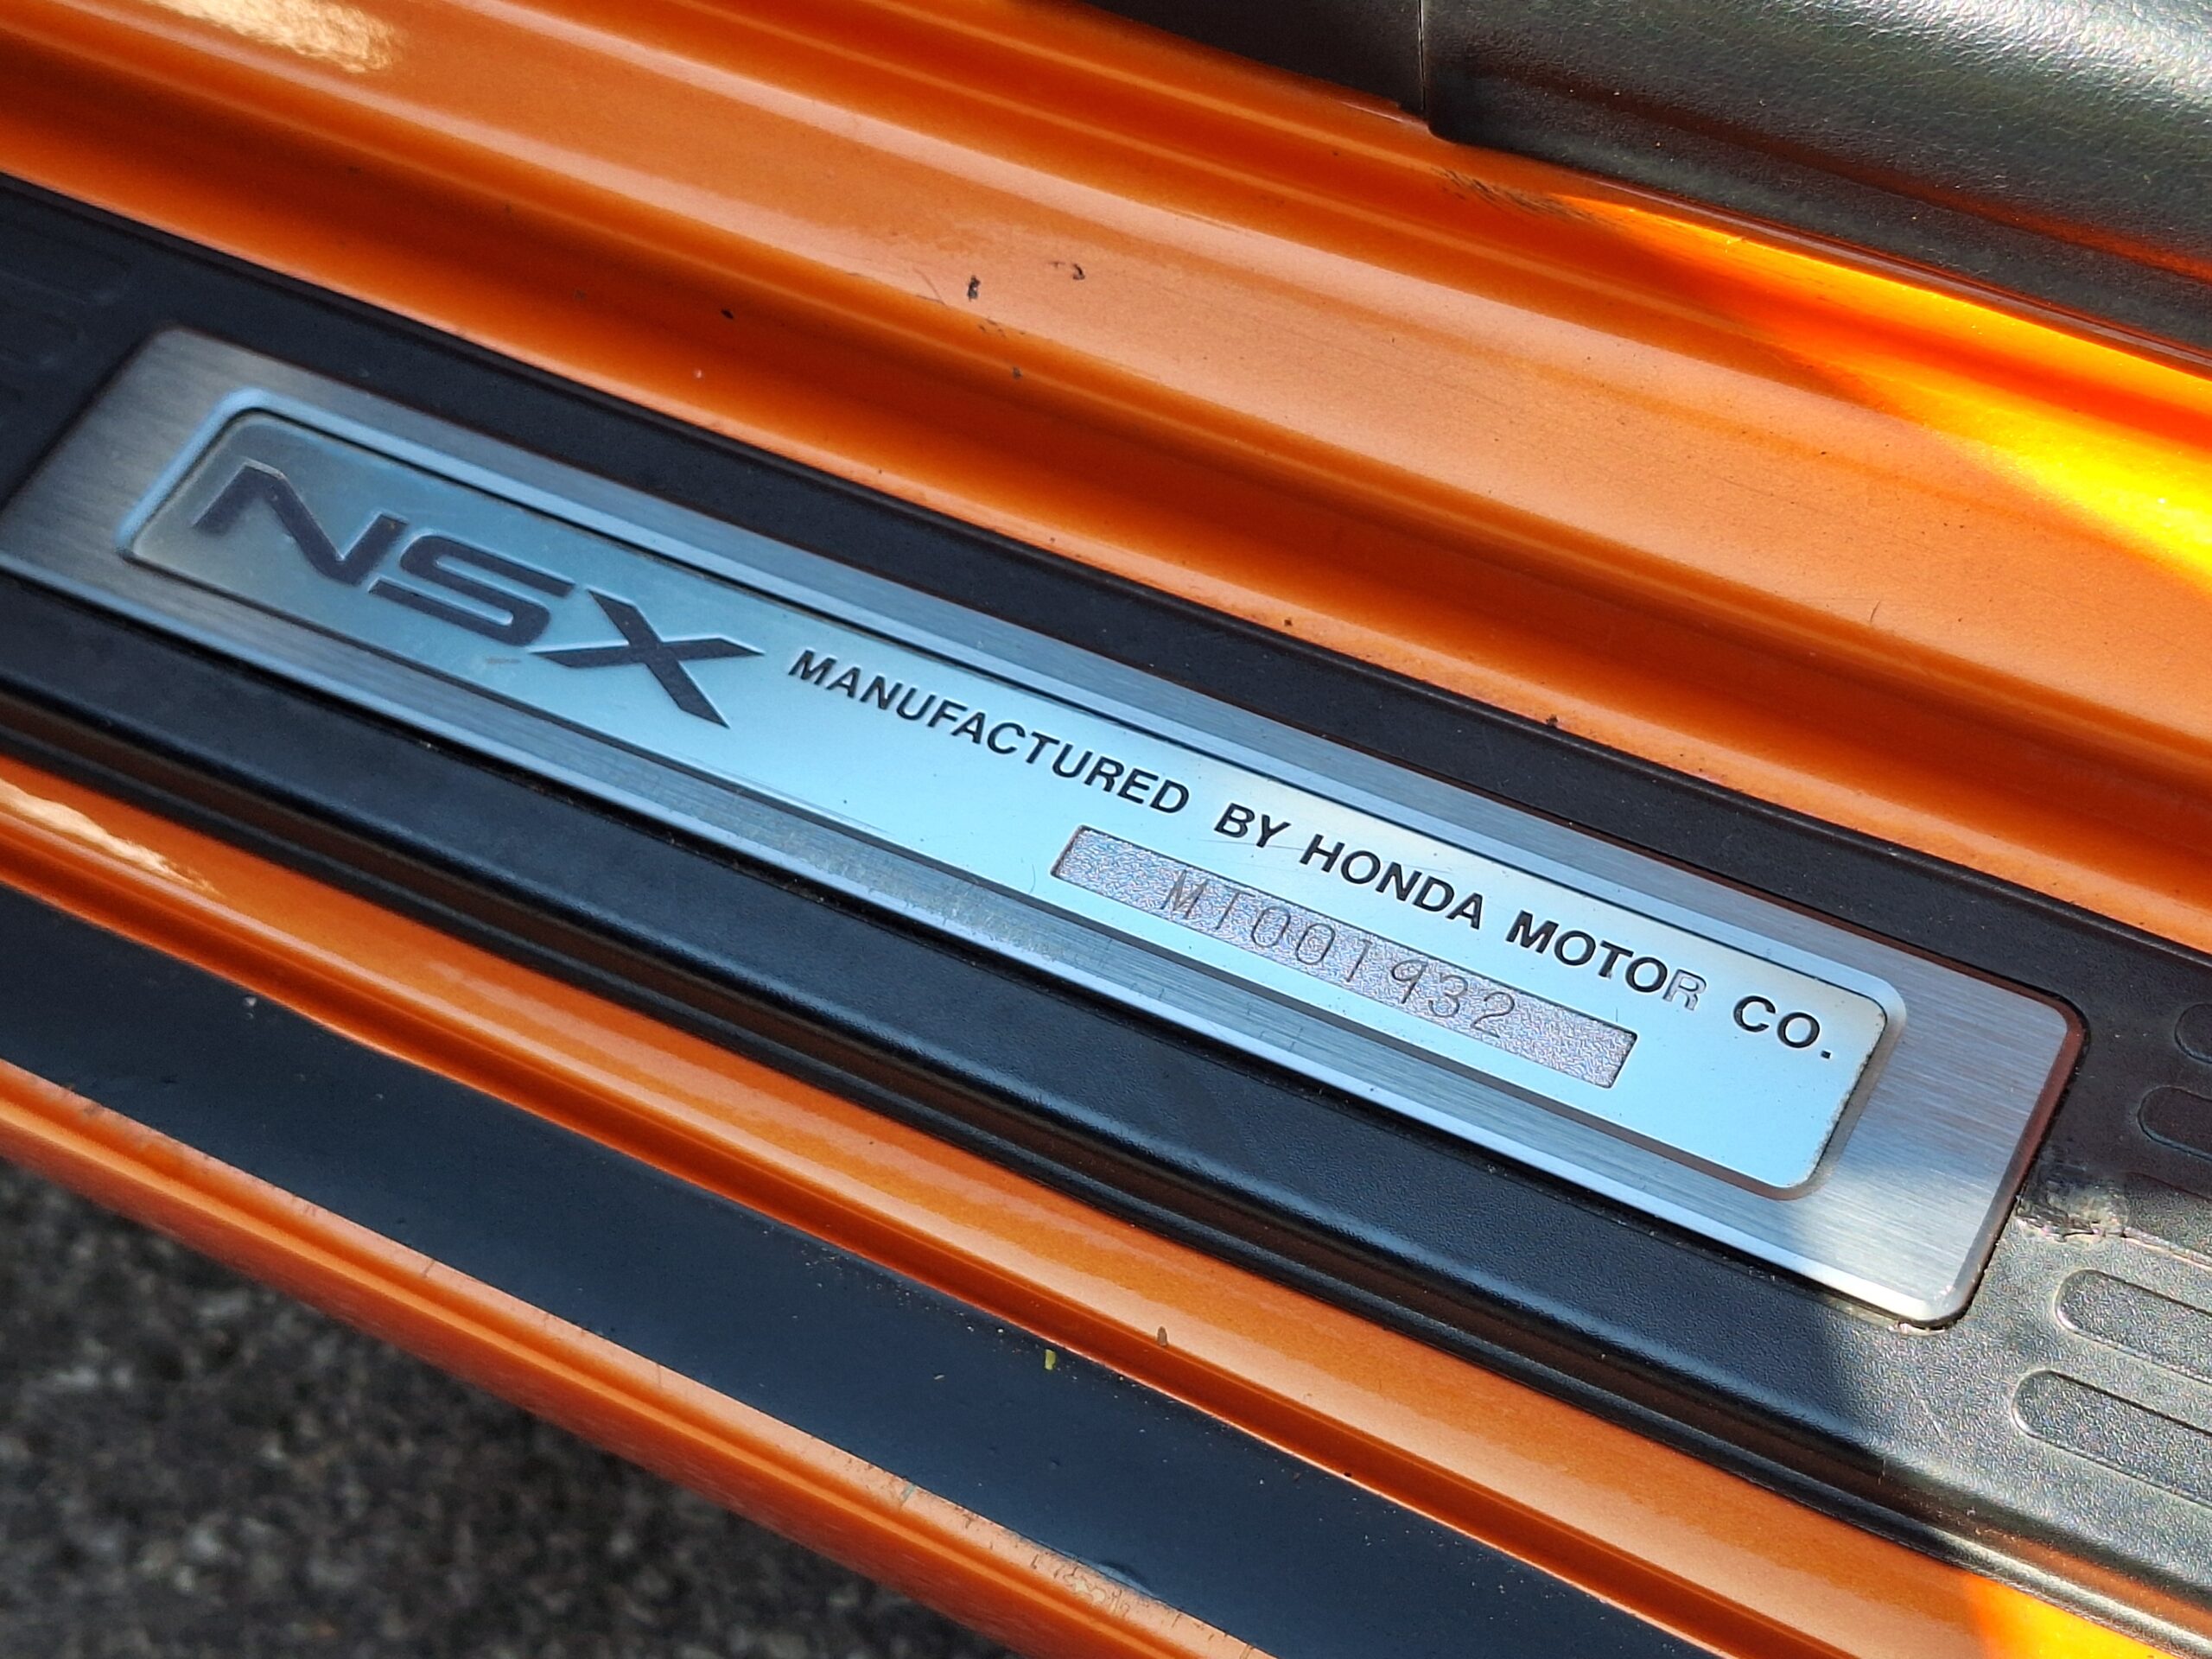 NSX MANUFACTURED BY HONDA MOTOR CO.
MT001932